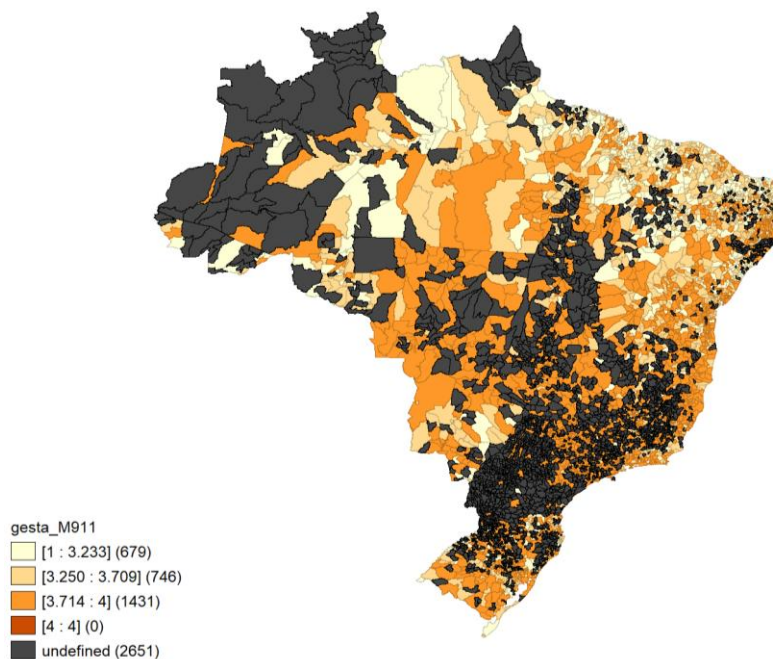 gesta_M911
[1 : 3.233] (679)
[3.250 : 3.709] (746)
[3.714 : 4] (1431)
[4 : 4] (0)
undefined (2651)